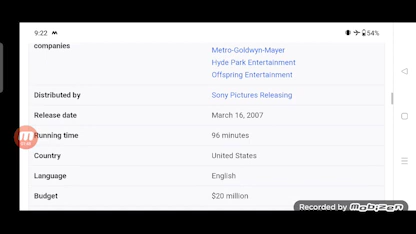 9:22 54%
companies
Metro-Goldwyn-Mayer
Hyde Park Entertainment
Offspring Entertainment
Distributed by Sony Pictures Releasing
Release date March 16, 2007
Running time 96 minutes
Country United States
Language English
Budget $20 million
Recorded by Mobizen